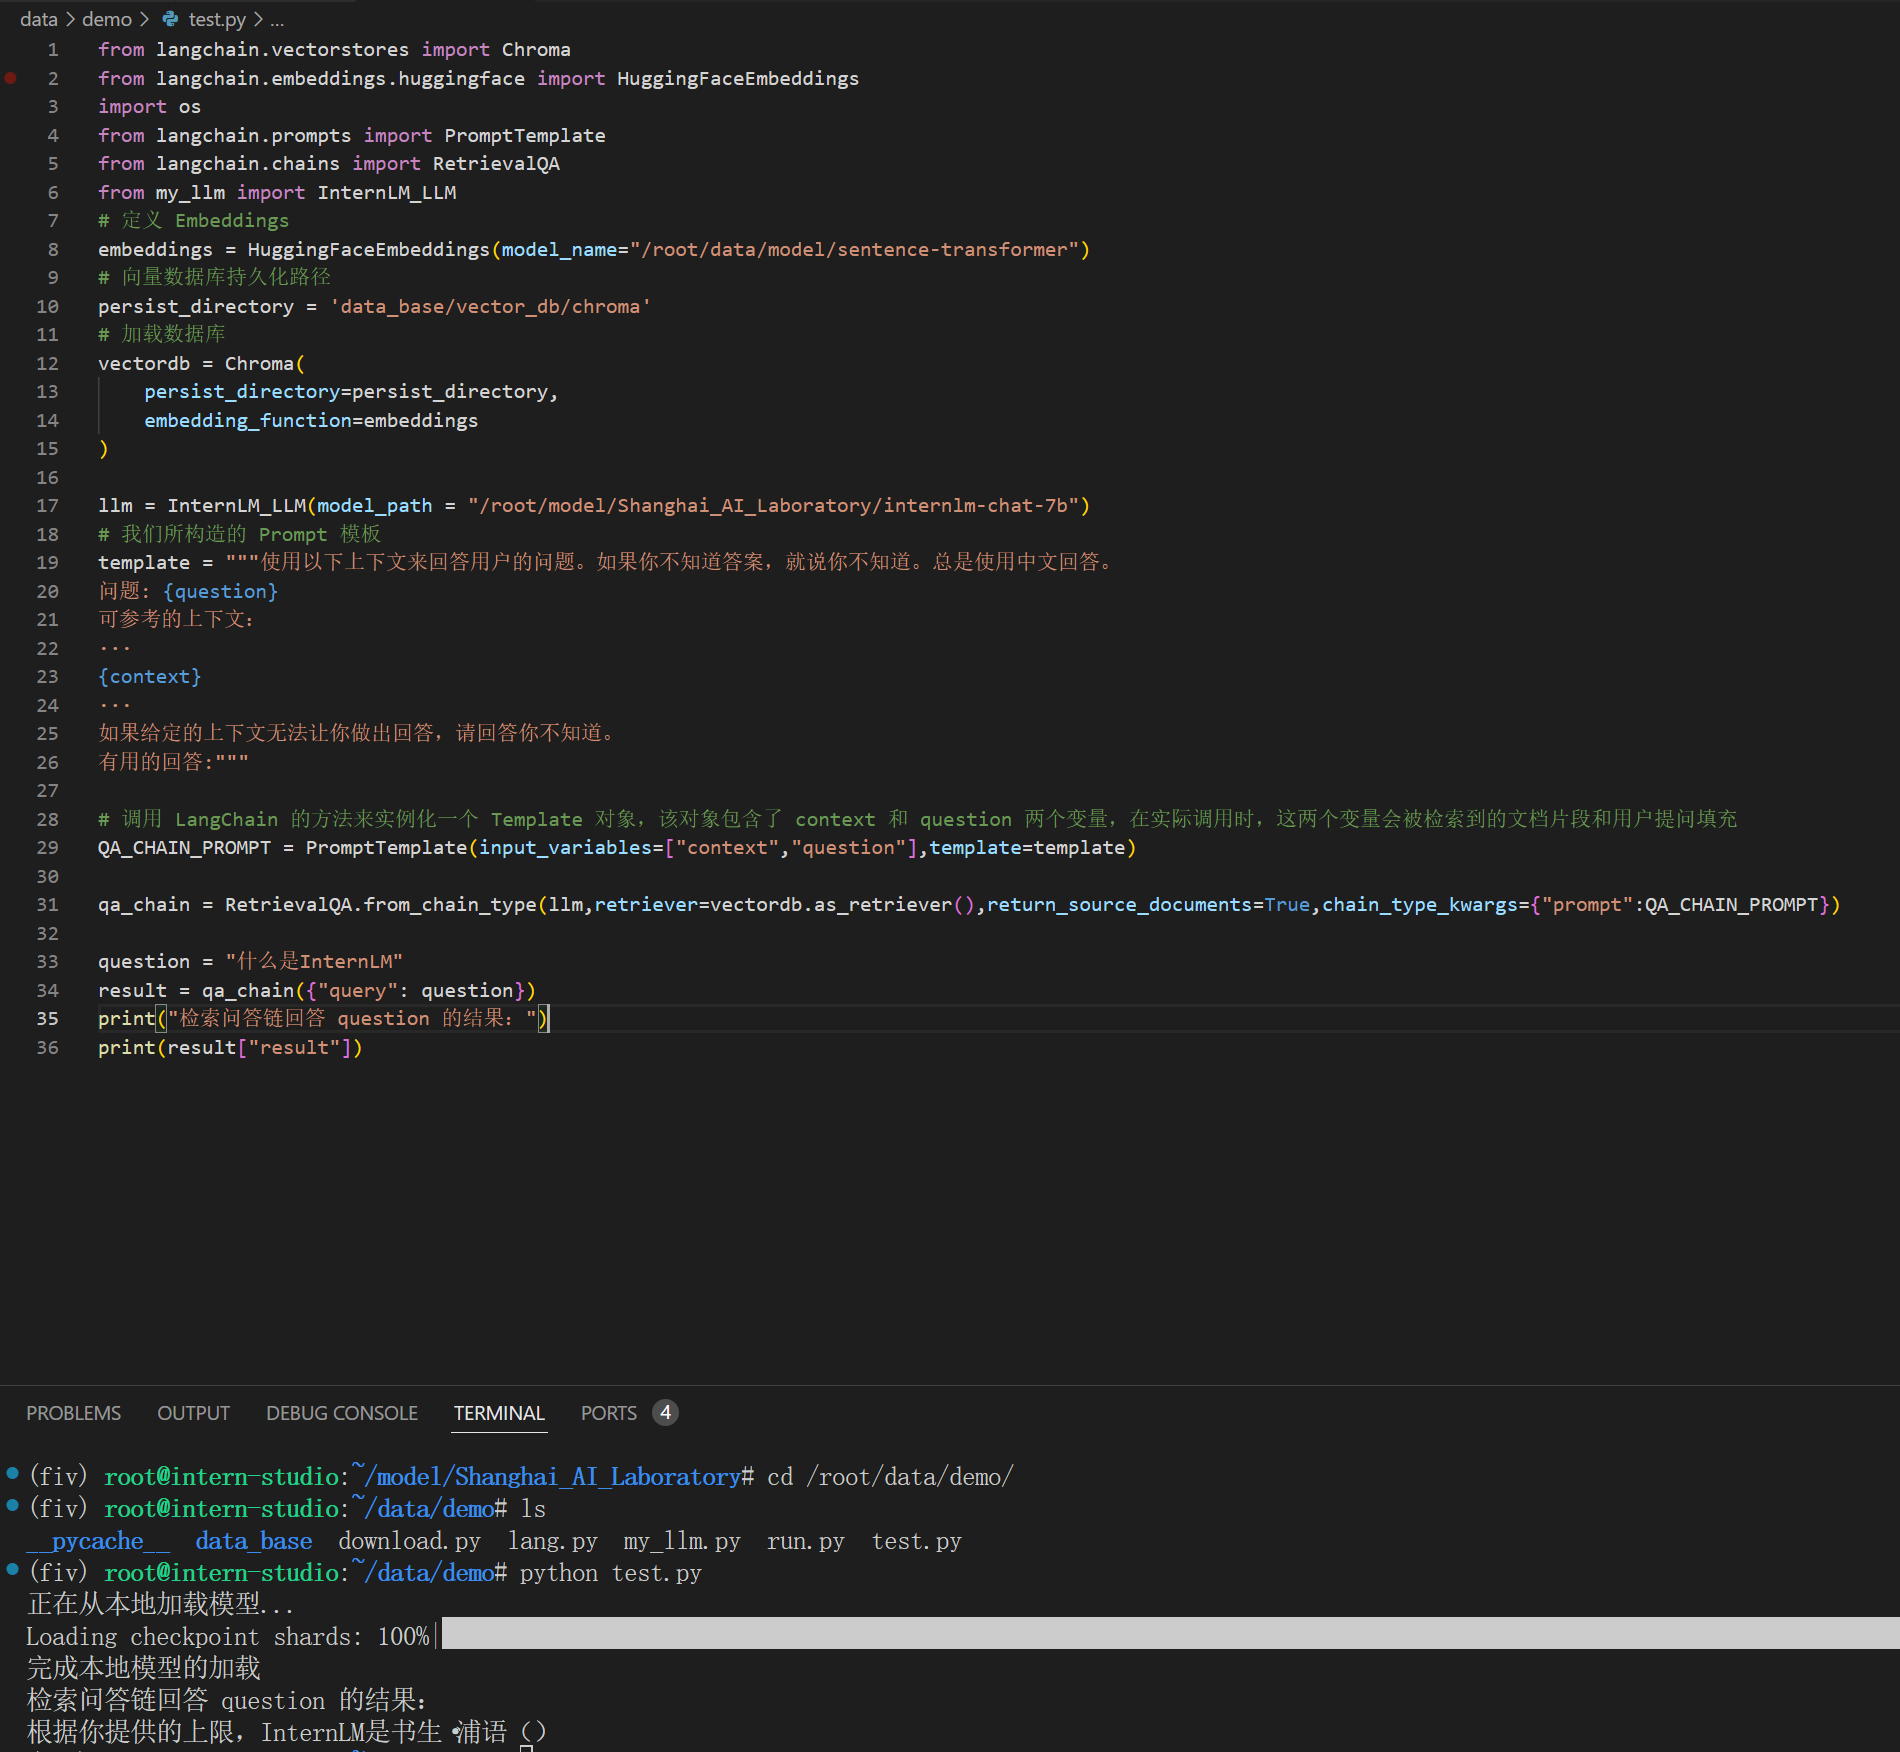 data > demo > test.py > ...
1 from langchain.vectorstores import Chroma
2 from langchain.embeddings.huggingface import HuggingFaceEmbeddings
3 import os
4 from langchain.prompts import PromptTemplate
5 from langchain.chains import RetrievalQA
6 from my_llm import InternLM_LLM
7 # 定义 Embeddings
8 embeddings = HuggingFaceEmbeddings(model_name="/root/data/model/sentence-transformer")
9 # 向量数据库持久化路径
10 persist_directory = 'data_base/vector_db/chroma'
11 # 加载数据库
12 vectordb = Chroma(
13     persist_directory=persist_directory,
14     embedding_function=embeddings
15 )
16
17 llm = InternLM_LLM(model_path = "/root/model/Shanghai_AI_Laboratory/internlm-chat-7b")
18 # 我们所构造的 Prompt 模板
19 template = """使用以下上下文来回答用户的问题。如果你不知道答案，就说你不知道。总是使用中文回答。
20 问题: {question}
21 可参考的上下文：
22 ···
23 {context}
24 ···
25 如果给定的上下文无法让你做出回答，请回答你不知道。
26 有用的回答:"""
27
28 # 调用 LangChain 的方法来实例化一个 Template 对象，该对象包含了 context 和 question 两个变量，在实际调用时，这两个变量会被检索到的文档片段和用户提问填充
29 QA_CHAIN_PROMPT = PromptTemplate(input_variables=["context","question"],template=template)
30
31 qa_chain = RetrievalQA.from_chain_type(llm,retriever=vectordb.as_retriever(),return_source_documents=True,chain_type_kwargs={"prompt":QA_CHAIN_PROMPT})
32
33 question = "什么是InternLM"
34 result = qa_chain({"query": question})
35 print("检索问答链回答 question 的结果：")
36 print(result["result"])
PROBLEMS OUTPUT DEBUG CONSOLE TERMINAL PORTS 4
(fiv) root@intern-studio:~/model/Shanghai_AI_Laboratory# cd /root/data/demo/
(fiv) root@intern-studio:~/data/demo# ls
__pycache__ data_base download.py lang.py my_llm.py run.py test.py
(fiv) root@intern-studio:~/data/demo# python test.py
正在从本地加载模型...
Loading checkpoint shards: 100%|
完成本地模型的加载
检索问答链回答 question 的结果：
根据你提供的上限，InternLM是书生·浦语（）